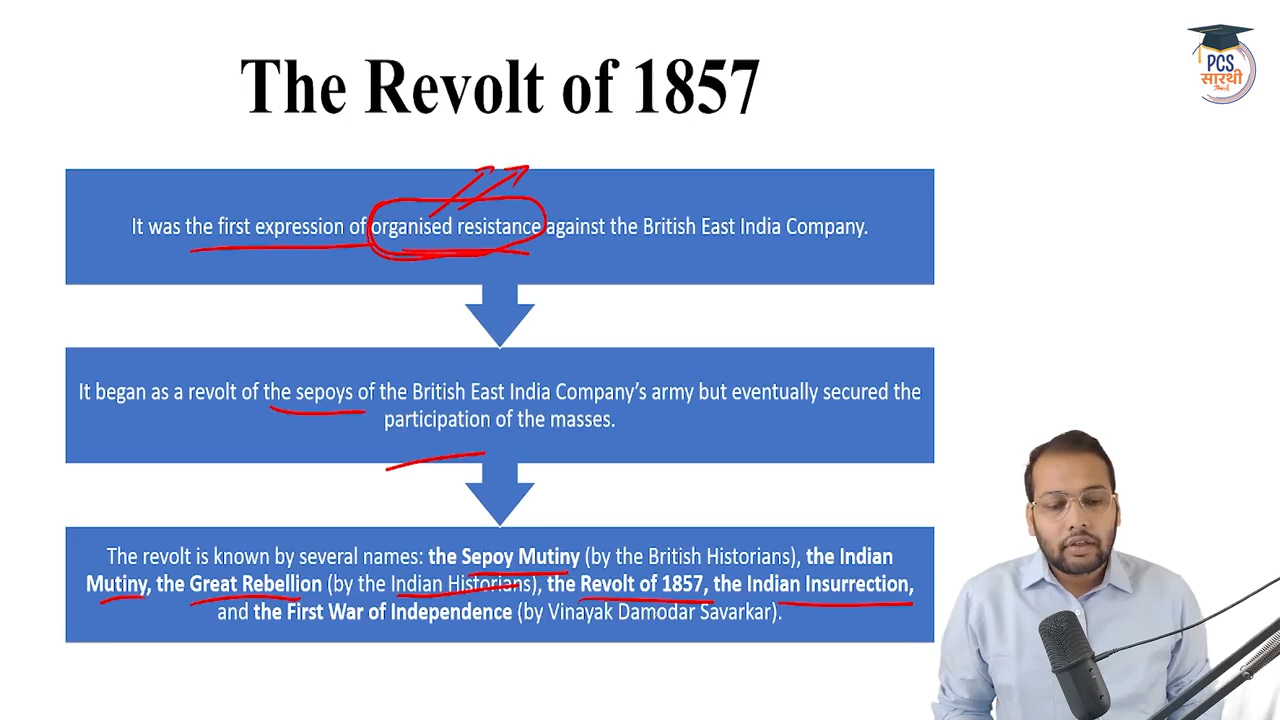 The Revolt of 1857
PCS
सारथी
It was the first expression of organised resistance against the British East India Company.
It began as a revolt of the sepoys of the British East India Company's army but eventually secured the
participation of the masses.
The revolt is known by several names: the Sepoy Mutiny (by the British Historians), the Indian
Mutiny, the Great Rebellion (by the Indian Historians), the Revolt of 1857, the Indian Insurrection,
and the First War of Independence (by Vinayak Damodar Savarkar).